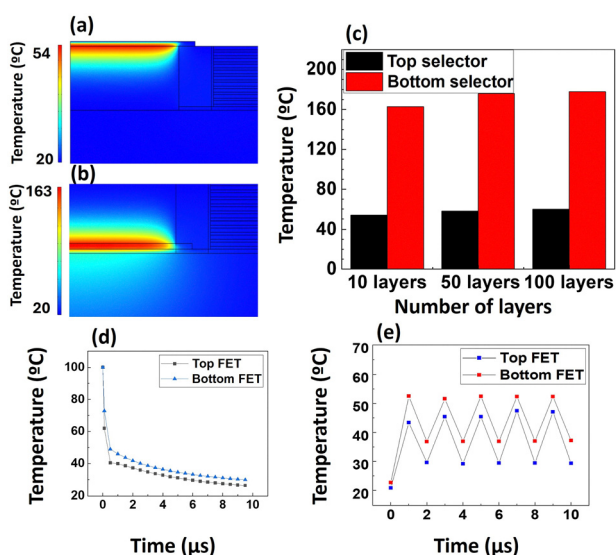 (a)
54
Temperature (ºC)
20
(b)
163
Temperature (ºC)
20
(c)
Top selector
Bottom selector
Temperature (ºC)
200
160
120
80
40
0
10 layers 50 layers 100 layers
Number of layers
(d)
Top FET
Bottom FET
Temperature (ºC)
100
80
60
40
20
0 2 4 6 8 10
Time (µs)
(e)
Top FET
Bottom FET
Temperature (ºC)
70
60
50
40
30
20
0 2 4 6 8 10
Time (µs)